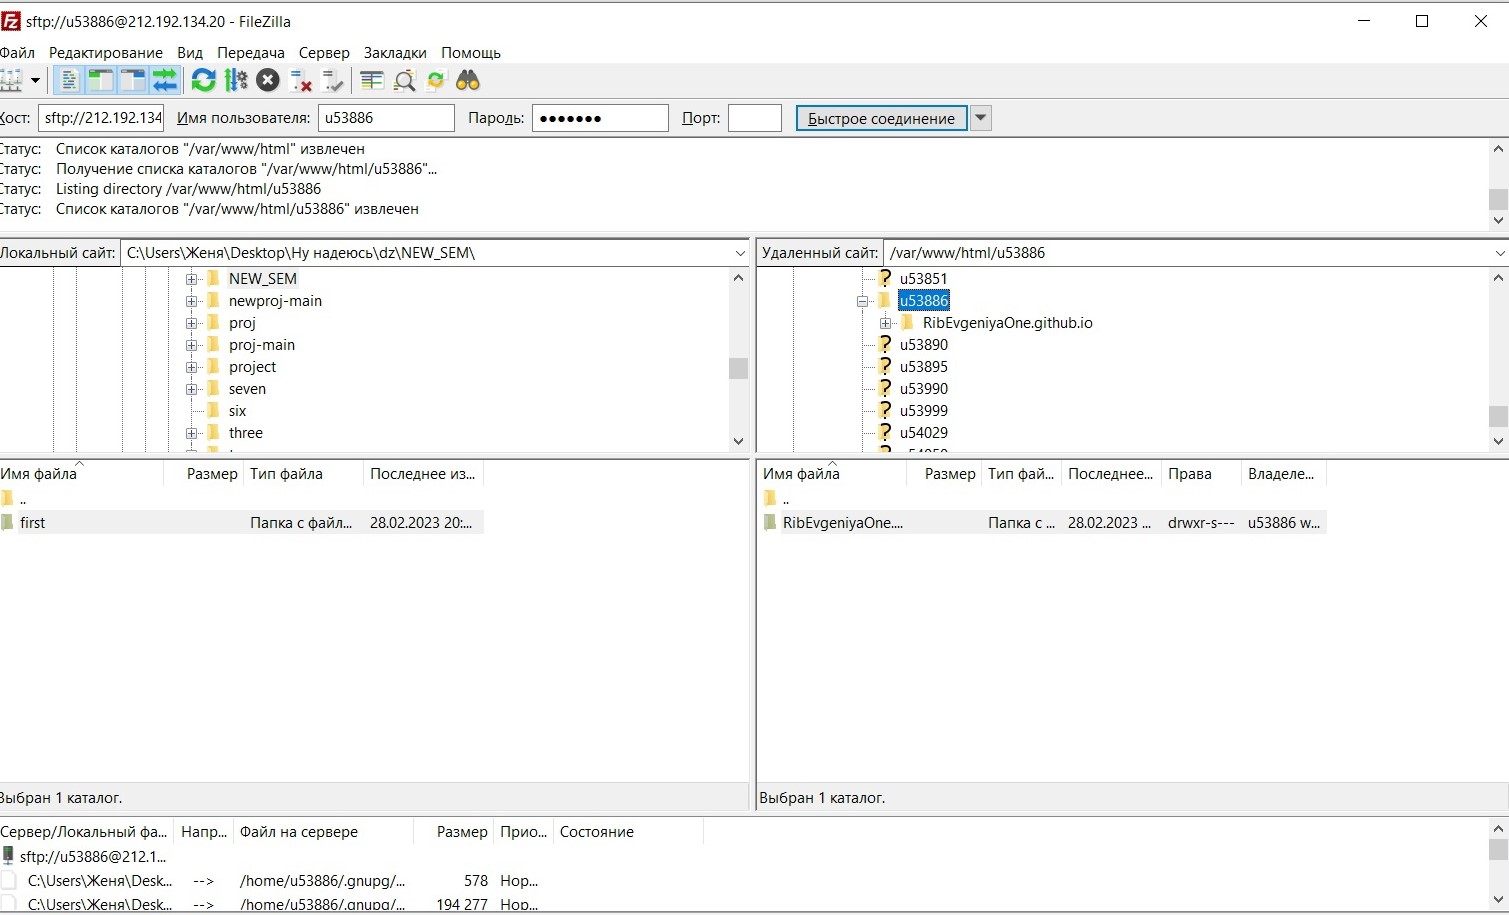 sftp://u53886@212.192.134.20 - FileZilla
Файл Редактирование Вид Передача Сервер Закладки Помощь
Хост: sftp://212.192.134 Имя пользователя: u53886 Пароль: ●●●●●●● Порт: Быстрое соединение
Статус: Список каталогов "/var/www/html" извлечен
Статус: Получение списка каталогов "/var/www/html/u53886"...
Статус: Listing directory /var/www/html/u53886
Статус: Список каталогов "/var/www/html/u53886" извлечен
Локальный сайт: C:\Users\Женя\Desktop\Ну надеюсь\dz\NEW_SEM\
NEW_SEM
newproj-main
proj
proj-main
project
seven
six
three
Удаленный сайт: /var/www/html/u53886
u53851
u53886
RibEvgeniyaOne.github.io
u53890
u53895
u53990
u53999
u54029
Имя файла Размер Тип файла Последнее из...
..
first Папка с файл... 28.02.2023 20:...
Выбран 1 каталог.
Имя файла Размер Тип фай... Последнее... Права Владеле...
..
RibEvgeniyaOne.... Папка с ... 28.02.2023 ... drwxr-s--- u53886 w...
Выбран 1 каталог.
Сервер/Локальный фа... Напр... Файл на сервере Размер Прио... Состояние
sftp://u53886@212.1...
C:\Users\Женя\Desk... --> /home/u53886/.gnupg/... 578 Нор...
C:\Users\Женя\Desk... --> /home/u53886/.gnupg/... 194 277 Нор...